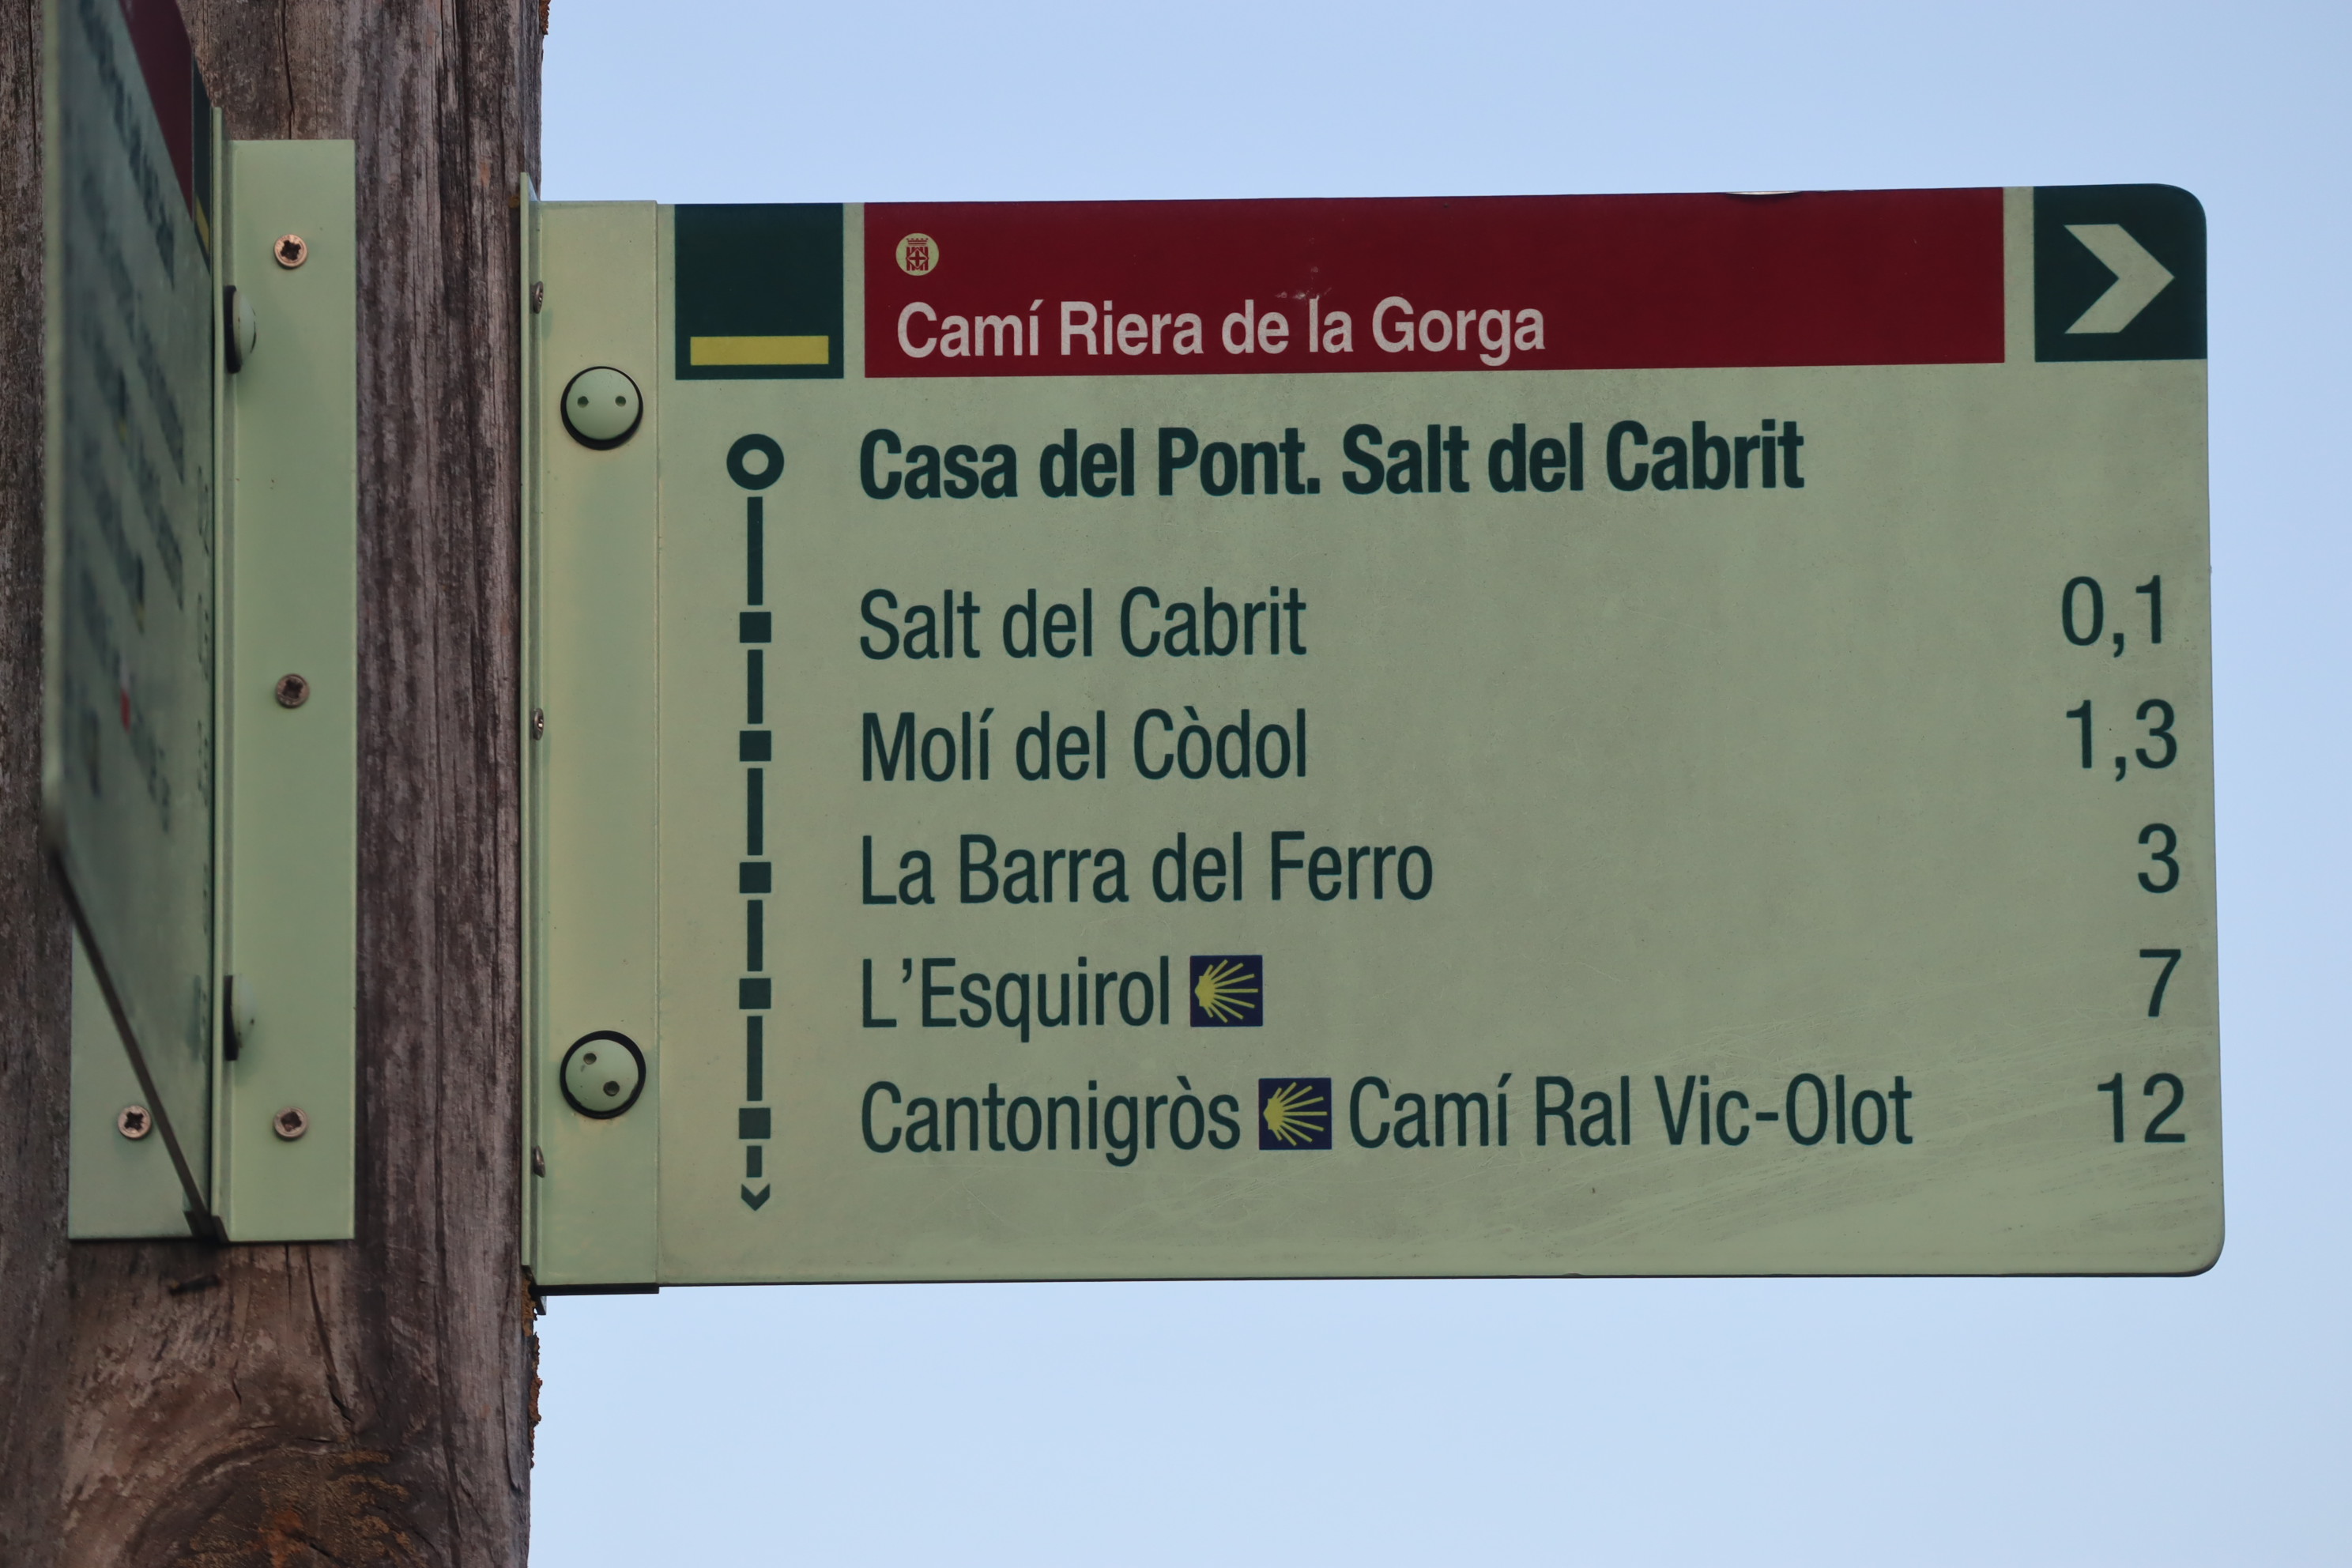 Camí Riera de la Gorga
Casa del Pont. Salt del Cabrit
Salt del Cabrit 0,1
Molí del Còdol 1,3
La Barra del Ferro 3
L'Esquirol 7
Cantonigròs Camí Ral Vic-Olot 12